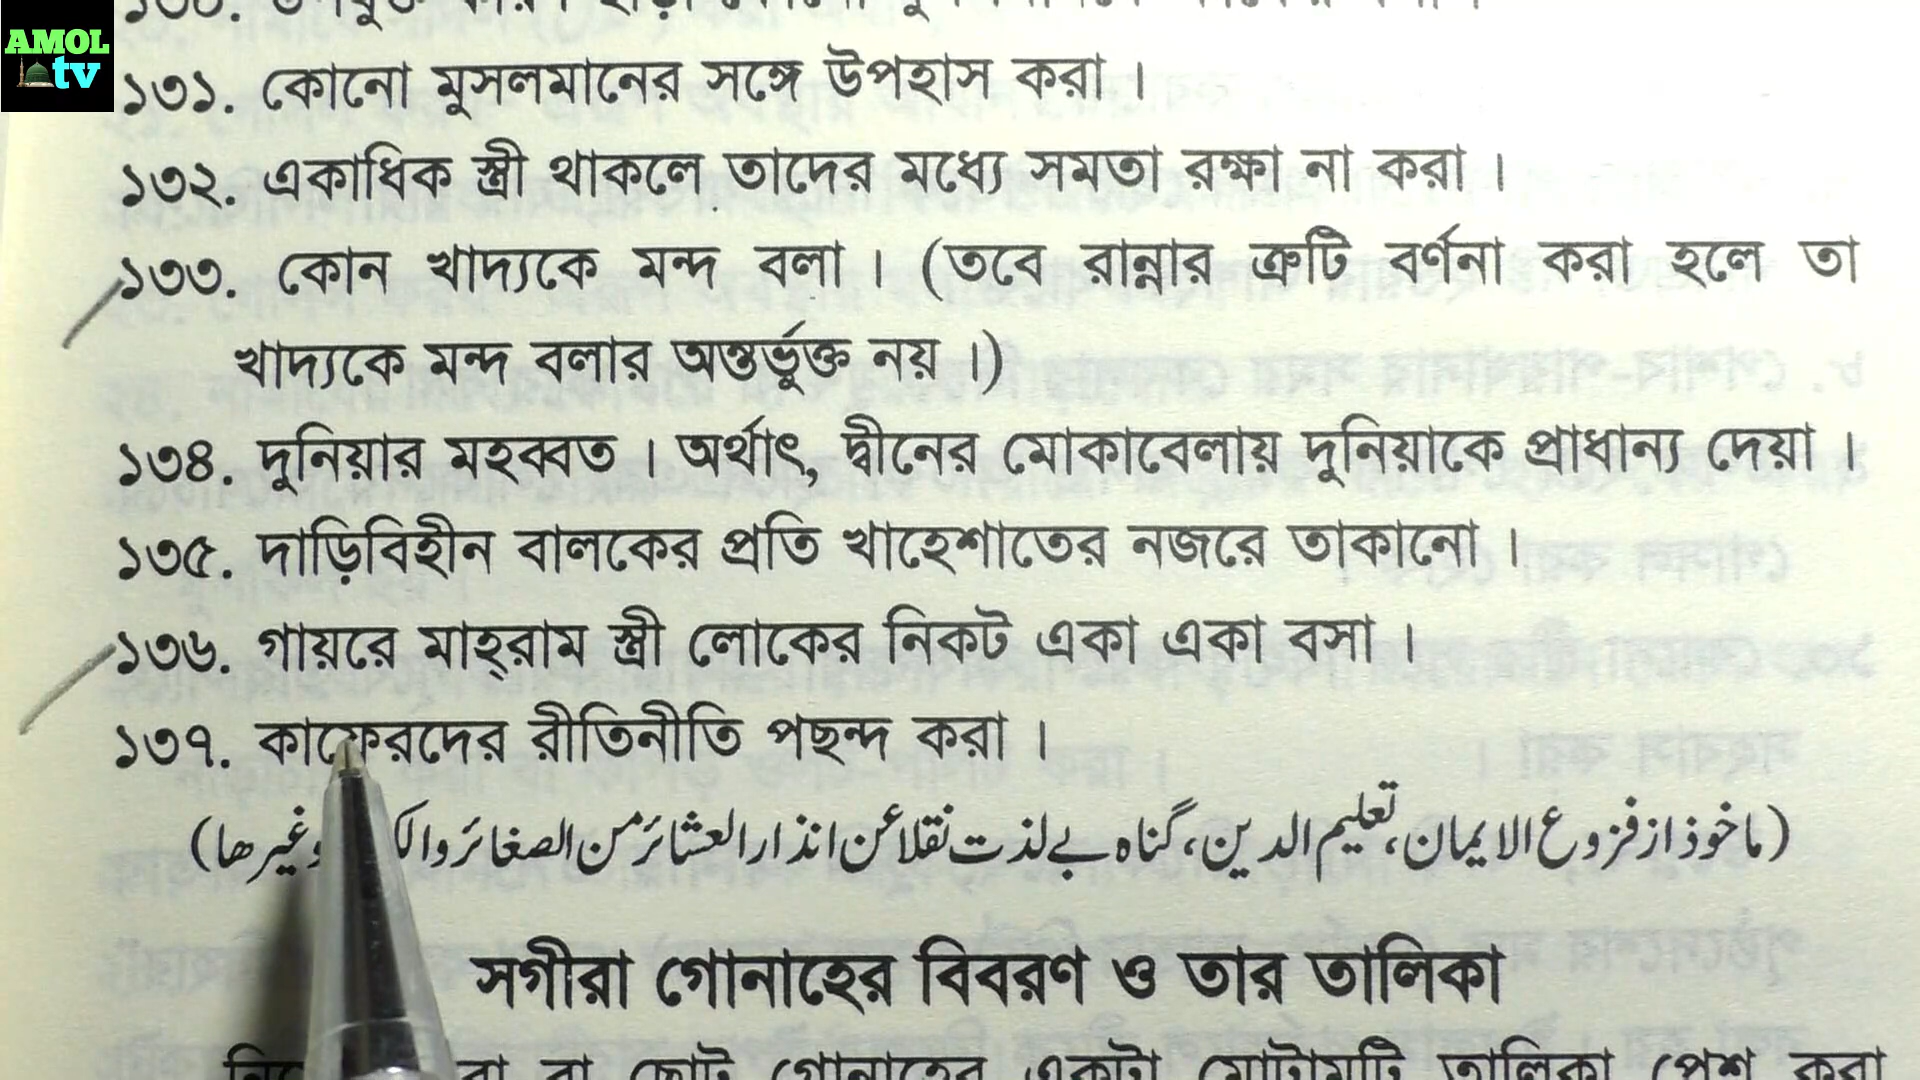 AMOL
tv
১৩১. কোনো মুসলমানের সঙ্গে উপহাস করা।
১৩২. একাধিক স্ত্রী থাকলে তাদের মধ্যে সমতা রক্ষা না করা।
১৩৩. কোন খাদ্যকে মন্দ বলা। (তবে রান্নার ত্রুটি বর্ণনা করা হলে তা
খাদ্যকে মন্দ বলার অন্তর্ভুক্ত নয়।)
১৩৪. দুনিয়ার মহব্বত। অর্থাৎ, দ্বীনের মোকাবেলায় দুনিয়াকে প্রাধান্য দেয়া।
১৩৫. দাড়িবিহীন বালকের প্রতি খাহেশাতের নজরে তাকানো।
১৩৬. গায়রে মাহ্‌রাম স্ত্রী লোকের নিকট একা একা বসা।
১৩৭. কাফেরদের রীতিনীতি পছন্দ করা।
(ماخوذ از فروع الایمان، تعلیم الدین، گناہ بے لذت نقلا عن انذار العشائر من الصغائر وغیرها)
সগীরা গোনাহের বিবরণ ও তার তালিকা
বা ছোট গোনাহের একটা মোটামুটি তালিকা পেশ করা